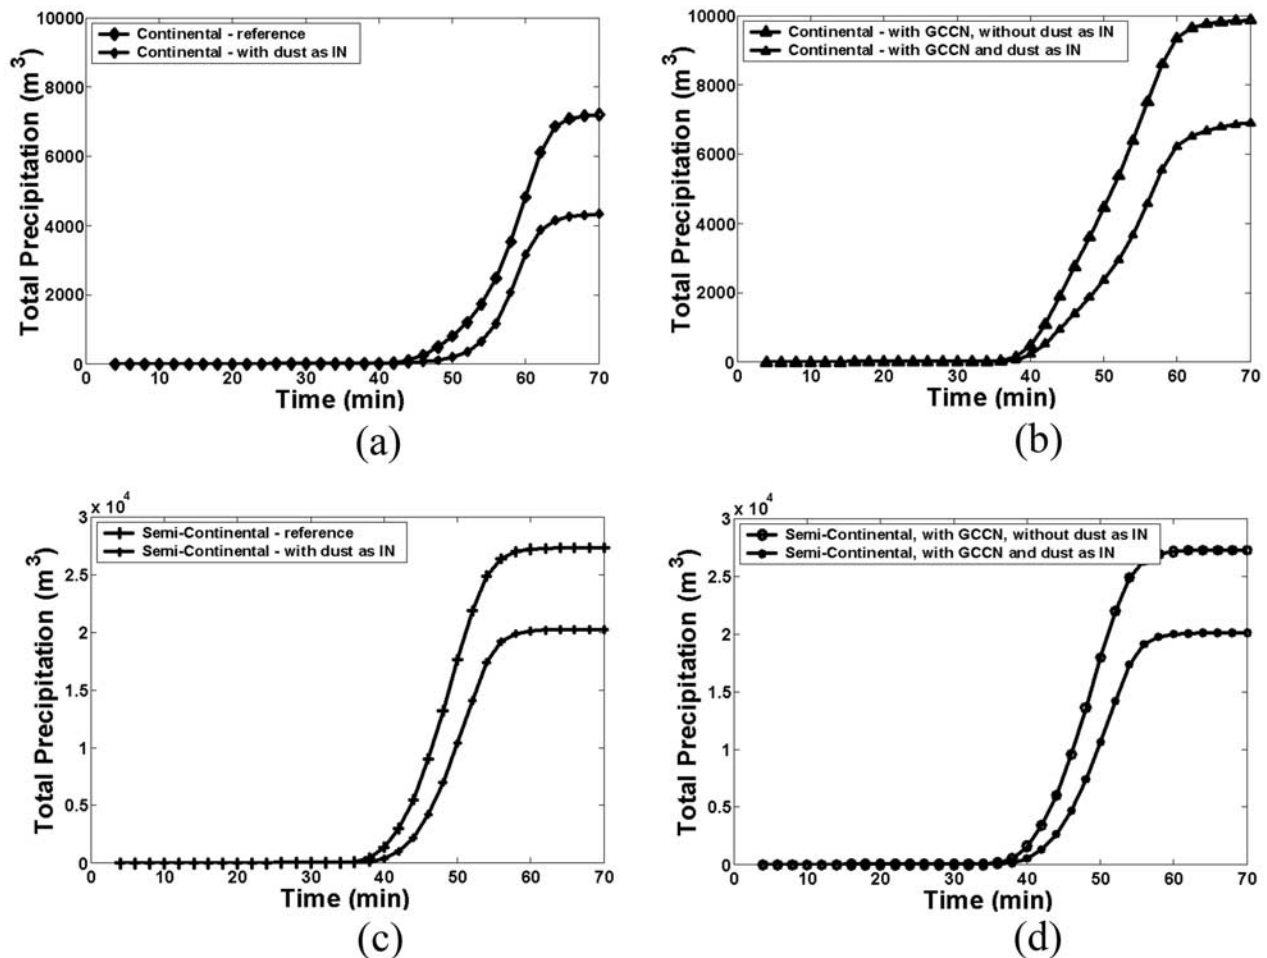 Continental - reference
Continental - with dust as IN
Total Precipitation (m³)
10000
8000
6000
4000
2000
0
0 10 20 30 40 50 60 70
Time (min)
(a)
Continental - with GCCN, without dust as IN
Continental - with GCCN and dust as IN
Total Precipitation (m³)
10000
8000
6000
4000
2000
0
0 10 20 30 40 50 60 70
Time (min)
(b)
x 10⁴
Semi-Continental - reference
Semi-Continental - with dust as IN
Total Precipitation (m³)
3
2.5
2
1.5
1
0.5
0
0 10 20 30 40 50 60 70
Time (min)
(c)
x 10⁴
Semi-Continental, with GCCN, without dust as IN
Semi-Continental, with GCCN and dust as IN
Total Precipitation (m³)
3
2.5
2
1.5
1
0.5
0
0 10 20 30 40 50 60 70
Time (min)
(d)